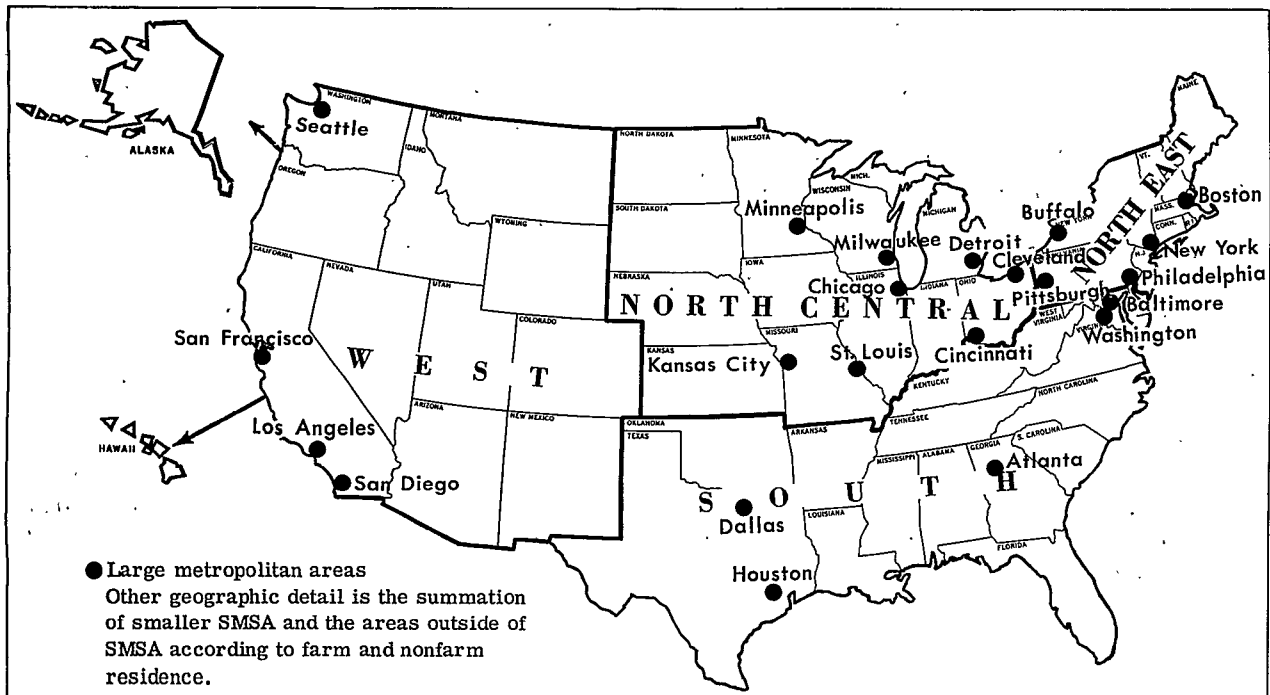 ALASKA
WASHINGTON
Seattle
MONTANA
IDAHO
OREGON
WYOMING
CALIFORNIA
NEVADA
UTAH
COLORADO
San Francisco
WEST
ARIZONA
NEW MEXICO
HAWAII
Los Angeles
San Diego
NORTH DAKOTA
MINNESOTA
SOUTH DAKOTA
Minneapolis
WISCONSIN
MICH.
MICHIGAN
Milwaukee
Detroit
Cleveland
NEBRASKA
IOWA
ILLINOIS
Chicago
OHIO
NORTH CENTRAL
KANSAS
Kansas City
MISSOURI
St. Louis
Cincinnati
MAINE
VT.
NORTH EAST
MASS.
Boston
Buffalo
NEW YORK
CONN.
R.I.
New York
N.J.
Philadelphia
Pittsburgh
Baltimore
WEST
VIRGINIA
Washington
KENTUCKY
NORTH CAROLINA
TENNESSEE
OKLAHOMA
TEXAS
ARKANSAS
MISSISSIPPI
ALABAMA
GEORGIA
S. CAROLINA
Atlanta
SOUTH
Dallas
LOUISIANA
FLORIDA
Houston
Large metropolitan areas
Other geographic detail is the summation
of smaller SMSA and the areas outside of
SMSA according to farm and nonfarm
residence.